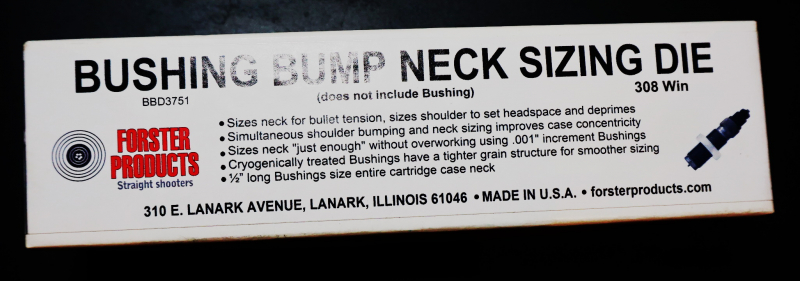 BUSHING BUMP NECK SIZING DIE
BBD3751
(does not include Bushing)
308 Win
• Sizes neck for bullet tension, sizes shoulder to set headspace and deprimes
• Simultaneous shoulder bumping and neck sizing improves case concentricity
• Sizes neck "just enough" without overworking using .001" increment Bushings
• Cryogenically treated Bushings have a tighter grain structure for smoother sizing
• ½" long Bushings size entire cartridge case neck
FORSTER
PRODUCTS
Straight shooters
310 E. LANARK AVENUE, LANARK, ILLINOIS 61046 • MADE IN U.S.A. • forsterproducts.com